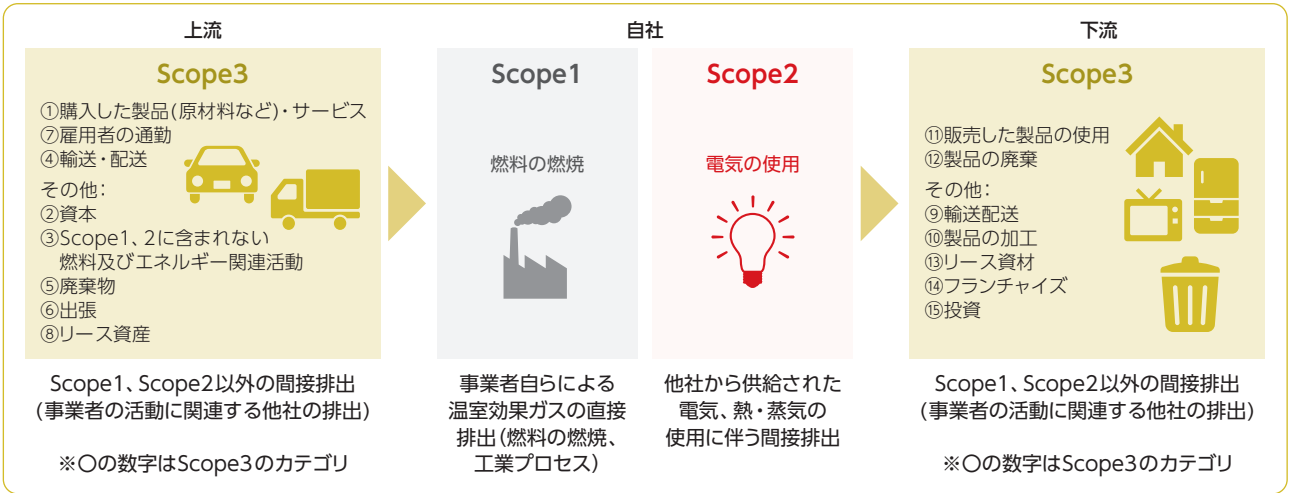 上流
Scope3
①購入した製品(原材料など)・サービス
⑦雇用者の通勤
④輸送・配送
その他:
②資本
③Scope1、2に含まれない
燃料及びエネルギー関連活動
⑤廃棄物
⑥出張
⑧リース資産
Scope1、Scope2以外の間接排出
(事業者の活動に関連する他社の排出)
※○の数字はScope3のカテゴリ
自社
Scope1
燃料の燃焼
事業者自らによる
温室効果ガスの直接
排出(燃料の燃焼、
工業プロセス)
Scope2
電気の使用
他社から供給された
電気、熱・蒸気の
使用に伴う間接排出
下流
Scope3
⑪販売した製品の使用
⑫製品の廃棄
その他:
⑨輸送配送
⑩製品の加工
⑬リース資材
⑭フランチャイズ
⑮投資
Scope1、Scope2以外の間接排出
(事業者の活動に関連する他社の排出)
※○の数字はScope3のカテゴリ